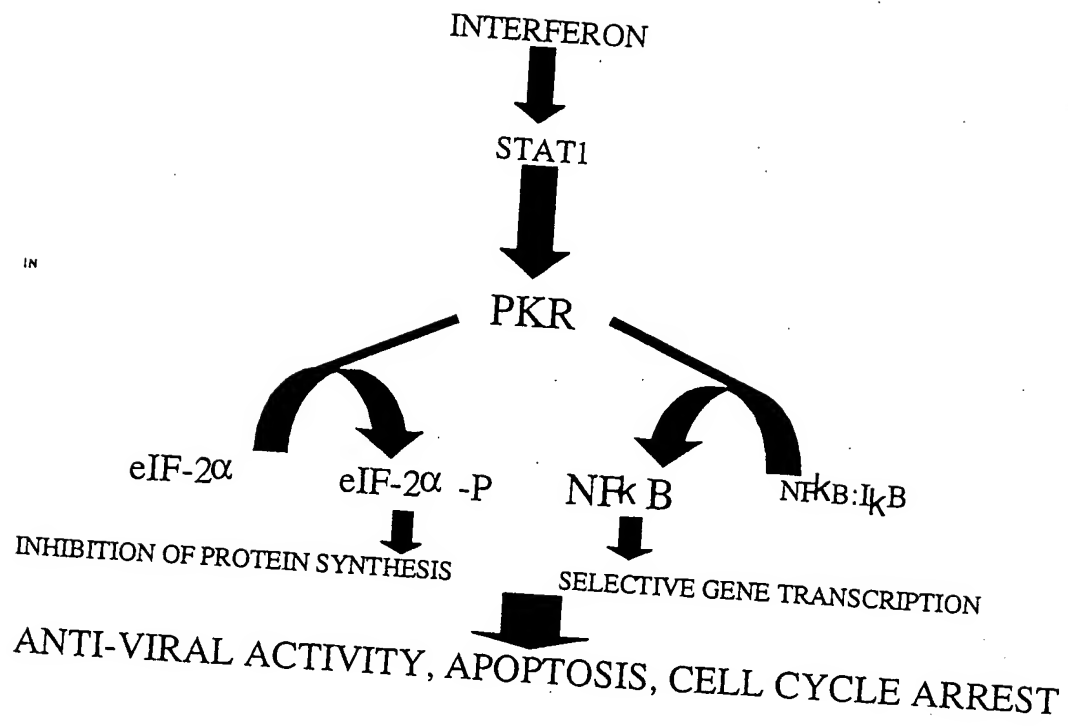 INTERFERON
STAT1
IN
PKR
eIF-2α
eIF-2α -P
NFκ B
NFκB:IκB
INHIBITION OF PROTEIN SYNTHESIS
SELECTIVE GENE TRANSCRIPTION
ANTI-VIRAL ACTIVITY, APOPTOSIS, CELL CYCLE ARREST